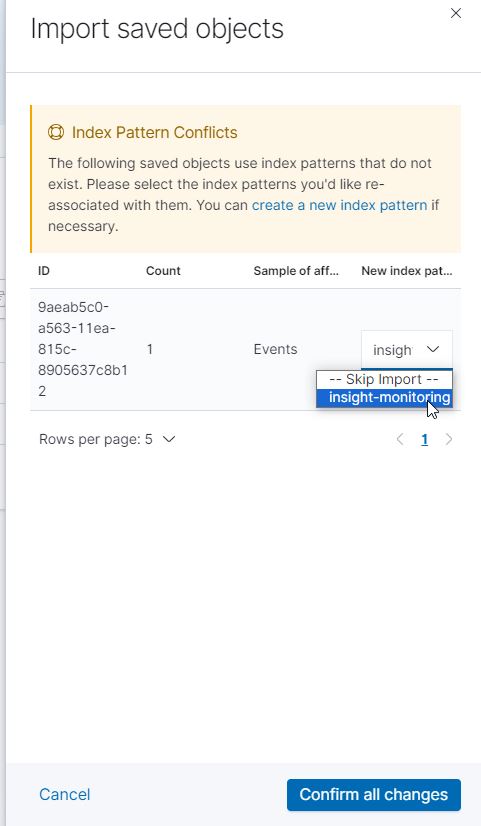 Import saved objects
Index Pattern Conflicts
The following saved objects use index patterns that do not
exist. Please select the index patterns you'd like re-
associated with them. You can create a new index pattern if
necessary.
ID Count Sample of aff... New index pat...
9aeab5c0-
a563-11ea-
815c-
8905637c8b1
2
1
Events
insigh
-- Skip Import --
insight-monitoring
Rows per page: 5
1
Cancel
Confirm all changes